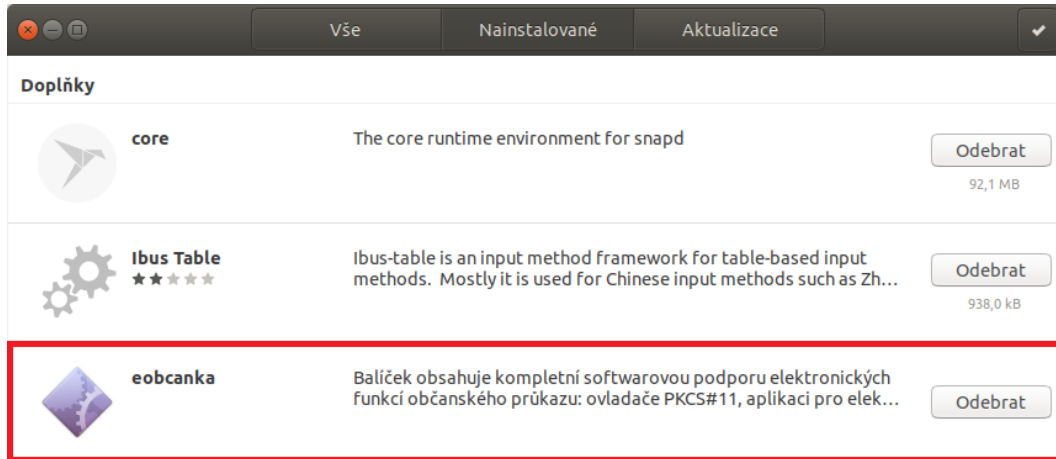 Vše
Nainstalované
Aktualizace
Doplňky
core
The core runtime environment for snapd
Odebrat
92,1 MB
Ibus Table
Ibus-table is an input method framework for table-based input
methods.  Mostly it is used for Chinese input methods such as Zh…
Odebrat
938,0 kB
eobcanka
Balíček obsahuje kompletní softwarovou podporu elektronických
funkcí občanského průkazu: ovladače PKCS#11, aplikaci pro elek…
Odebrat